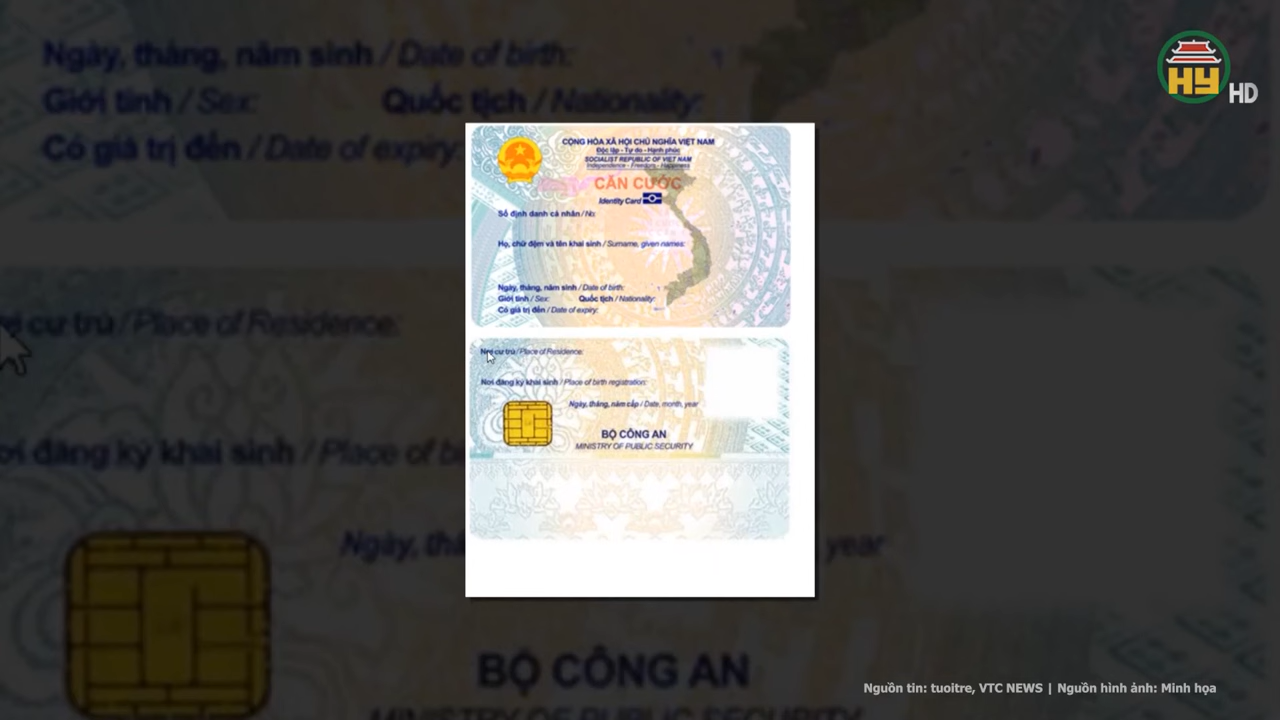 Ngày, tháng, năm sinh / Date of birth:
Giới tính / Sex: Quốc tịch / Nationality:
Có giá trị đến / Date of expiry:
HY HD
CỘNG HÒA XÃ HỘI CHỦ NGHĨA VIỆT NAM
Độc lập - Tự do - Hạnh phúc
SOCIALIST REPUBLIC OF VIET NAM
Independence - Freedom - Happiness
CĂN CƯỚC
Identity Card
Số định danh cá nhân / No:
Họ, chữ đệm và tên khai sinh / Surname, given names:
Ngày, tháng, năm sinh / Date of birth:
Giới tính / Sex: Quốc tịch / Nationality:
Có giá trị đến / Date of expiry:
Nơi cư trú / Place of Residence:
Nơi đăng ký khai sinh / Place of birth registration:
Ngày, tháng, năm cấp / Date, month, year
BỘ CÔNG AN
MINISTRY OF PUBLIC SECURITY
cư trú / Place of Residence:
đăng ký khai sinh / Place of
Ngày, year
BỘ CÔNG AN
MINISTRY OF PUBLIC SECURITY
Nguồn tin: tuoitre, VTC NEWS | Nguồn hình ảnh: Minh họa